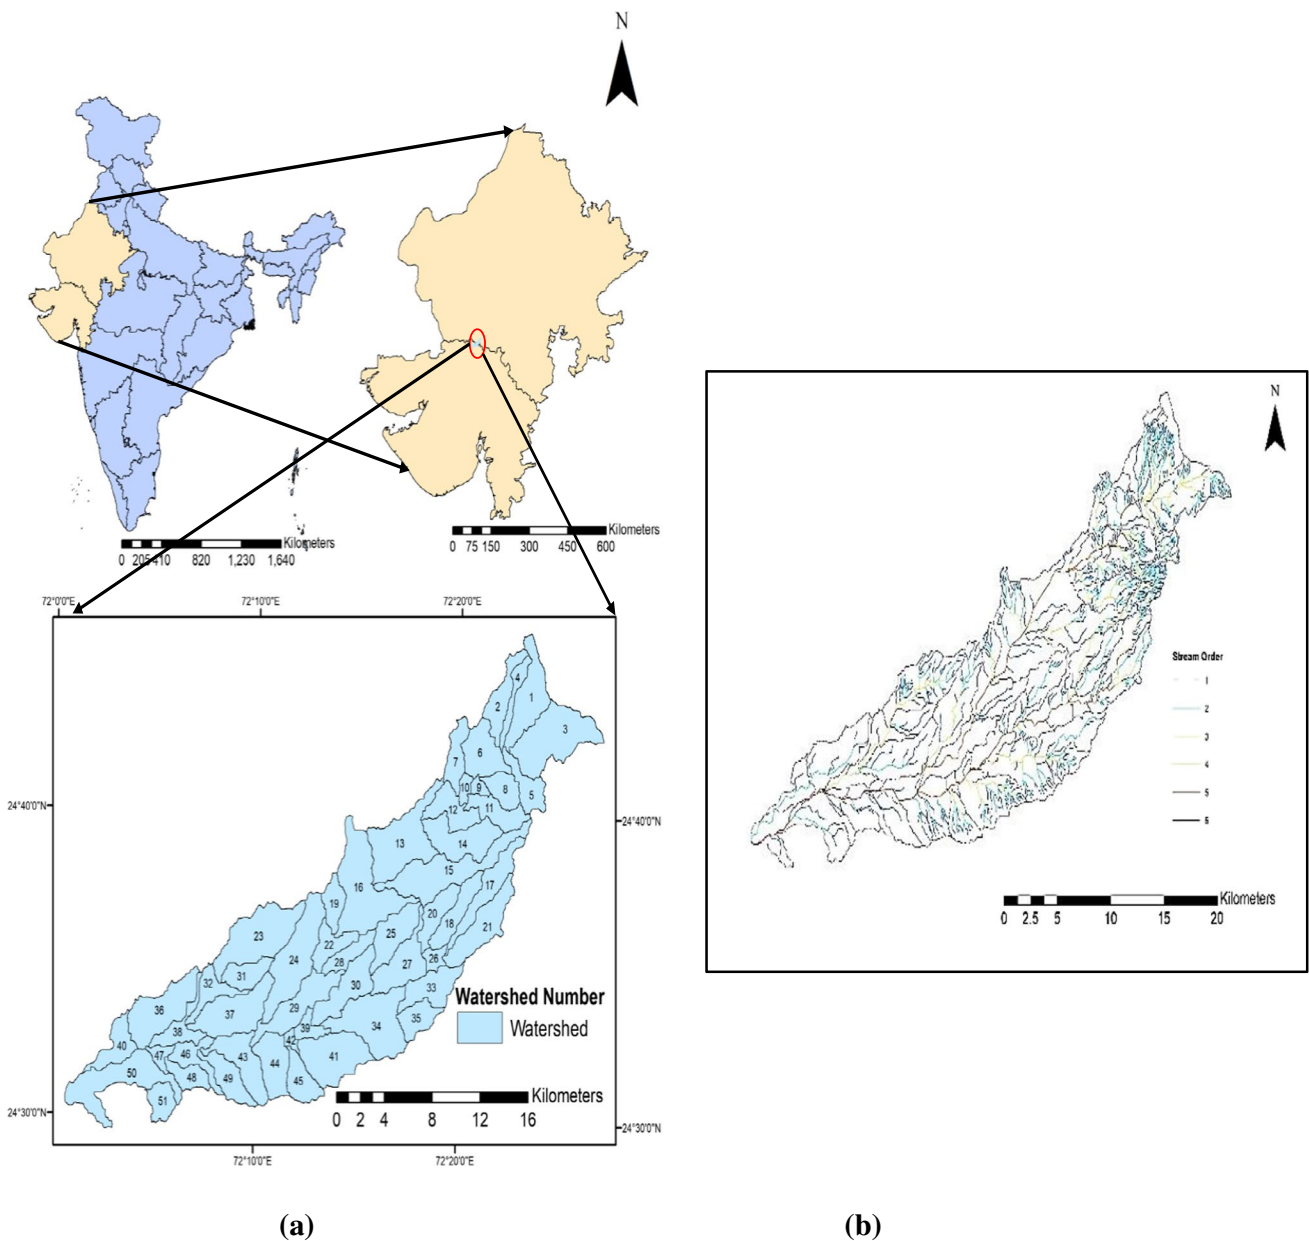 N
Kilometers
0 205 410 820 1,230 1,640
Kilometers
0 75 150 300 450 600
72°0'0"E 72°10'0"E 72°20'0"E
4
1
2
3
6
7
10 9 8 5
12 11
13 14
15
16 17
19 20
18 21
23 22 25
24 28 27 26
31
32 30 33
36 37 29
35
38 39 34
40 42
47 46 43 41
50 48 49 44 45
51
24°40'0"N
24°40'0"N
24°30'0"N
24°30'0"N
Watershed Number
Watershed
Kilometers
0 2 4 8 12 16
72°10'0"E 72°20'0"E
N
Stream Order
1
2
3
4
5
6
Kilometers
0 2.5 5 10 15 20
(a) (b)